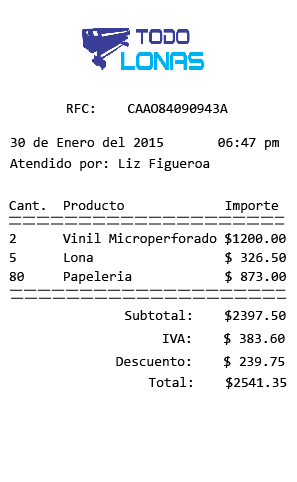 TODO
LONAS
RFC: CAAO84090943A
30 de Enero del 2015 06:47 pm
Atendido por: Liz Figueroa
Cant. Producto Importe
2 Vinil Microperforado $1200.00
5 Lona $ 326.50
80 Papeleria $ 873.00
Subtotal: $2397.50
IVA: $ 383.60
Descuento: $ 239.75
Total: $2541.35